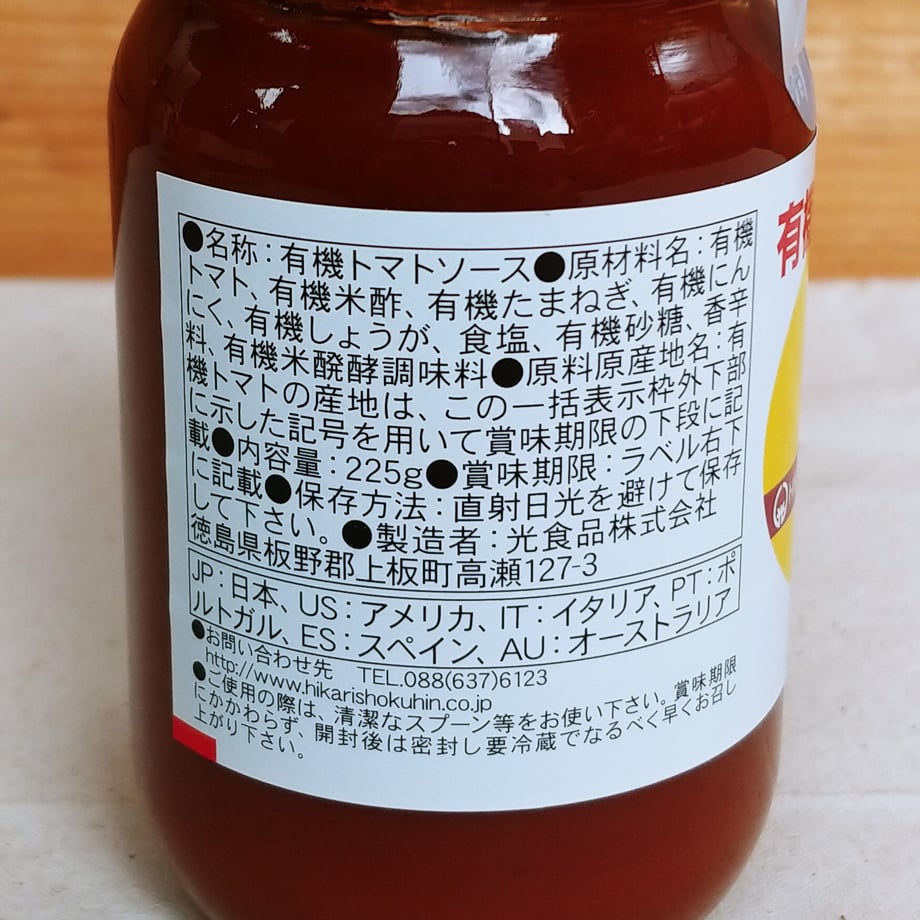 ●名称：有機トマトソース●原材料名：有機
トマト、有機米酢、有機たまねぎ、有機にん
にく、有機しょうが、食塩、有機砂糖、香辛
料、有機米醗酵調味料●原料原産地名：有
機トマトの産地は、この一括表示枠外下部
に示した記号を用いて賞味期限の下段に記
載●内容量：225g●賞味期限：ラベル右下
に記載●保存方法：直射日光を避けて保存
して下さい。●製造者：光食品株式会社
徳島県板野郡上板町高瀬127-3
JP：日本、US：アメリカ、IT：イタリア、PT：ポ
ルトガル、ES：スペイン、AU：オーストラリア
●お問い合わせ先 TEL.088(637)6123
http://www.hikarishokuhin.co.jp
●ご使用の際は、清潔なスプーン等をお使い下さい。賞味期限
にかかわらず、開封後は密封し要冷蔵でなるべく早くお召し
上がり下さい。
有